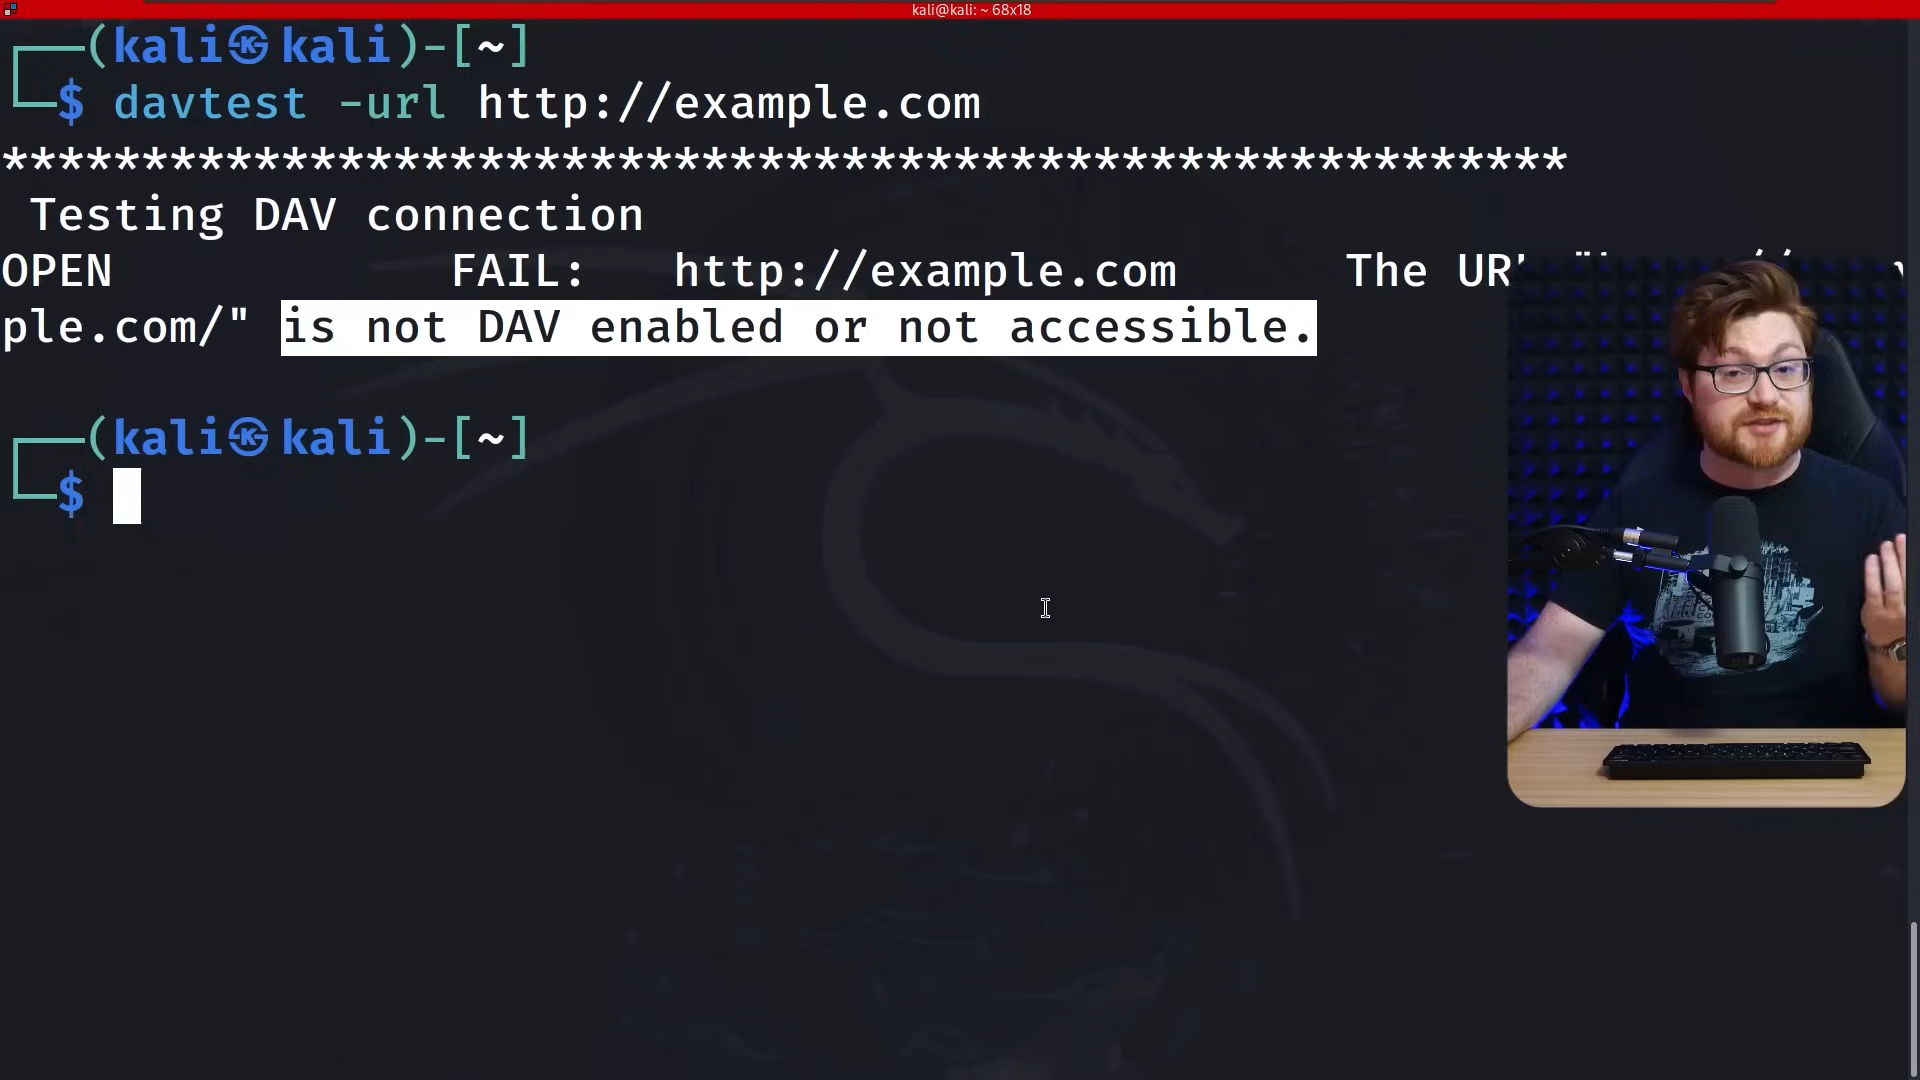 kali@kali: ~ 68x18
┌──(kali㉿kali)-[~]
└─$ davtest -url http://example.com
********************************************************
 Testing DAV connection
OPEN            FAIL:   http://example.com      The
ple.com/" is not DAV enabled or not accessible.
┌──(kali㉿kali)-[~]
└─$